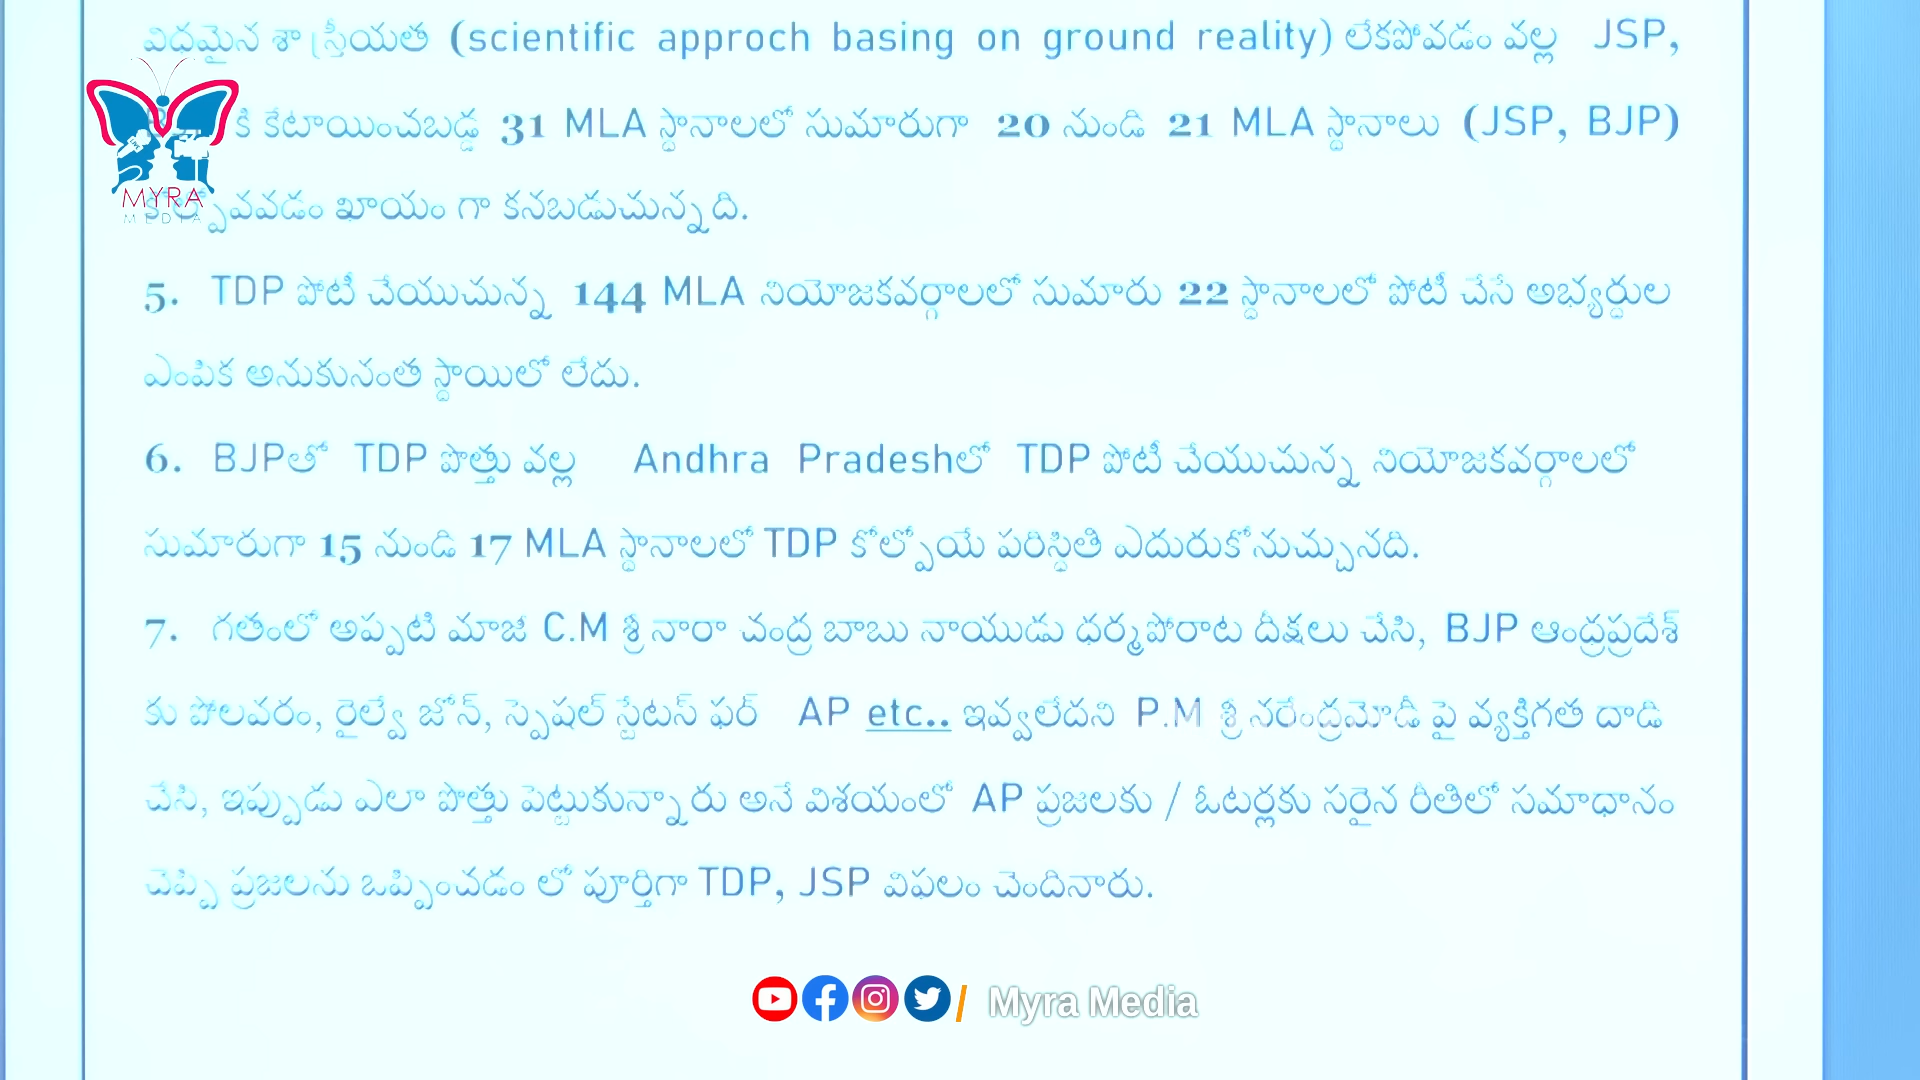 విధమైన శాస్త్రీయత (scientific approch basing on ground reality) లేకపోవడం వల్ల JSP,
కి కేటాయించబడ్డ 31 MLA స్థానాలలో సుమారుగా 20 నుండి 21 MLA స్థానాలు (JSP, BJP)
కోల్పోవవడం ఖాయం గా కనబడుచున్నది.
5. TDP పోటీ చేయుచున్న 144 MLA నియోజకవర్గాలలో సుమారు 22 స్థానాలలో పోటీ చేసే అభ్యర్థుల
ఎంపిక అనుకునంత స్థాయిలో లేదు.
6. BJPతో TDP పొత్తు వల్ల Andhra Pradeshలో TDP పోటీ చేయుచున్న నియోజకవర్గాలలో
సుమారుగా 15 నుండి 17 MLA స్థానాలలో TDP కోల్పోయే పరిస్థితి ఎదురుకోనుచ్చునది.
7. గతంలో అప్పటి మాజీ C.M శ్రీ నారా చంద్ర బాబు నాయుడు ధర్మపోరాట దీక్షలు చేసి, BJP ఆంధ్రప్రదేశ్
కు పోలవరం, రైల్వే జోన్, స్పెషల్ స్టేటస్ ఫర్ AP etc.. ఇవ్వలేదని P.M శ్రీ నరేంద్రమోడీ పై వ్యక్తిగత దాడి
చేసి, ఇప్పుడు ఎలా పొత్తు పెట్టుకున్నారు అనే విశయంలో AP ప్రజలకు / ఓటర్లకు సరైన రీతిలో సమాధానం
చెప్పి ప్రజలను ఒప్పించడం లో పూర్తిగా TDP, JSP విఫలం చెందినారు.
MYRA
MEDIA
Myra Media